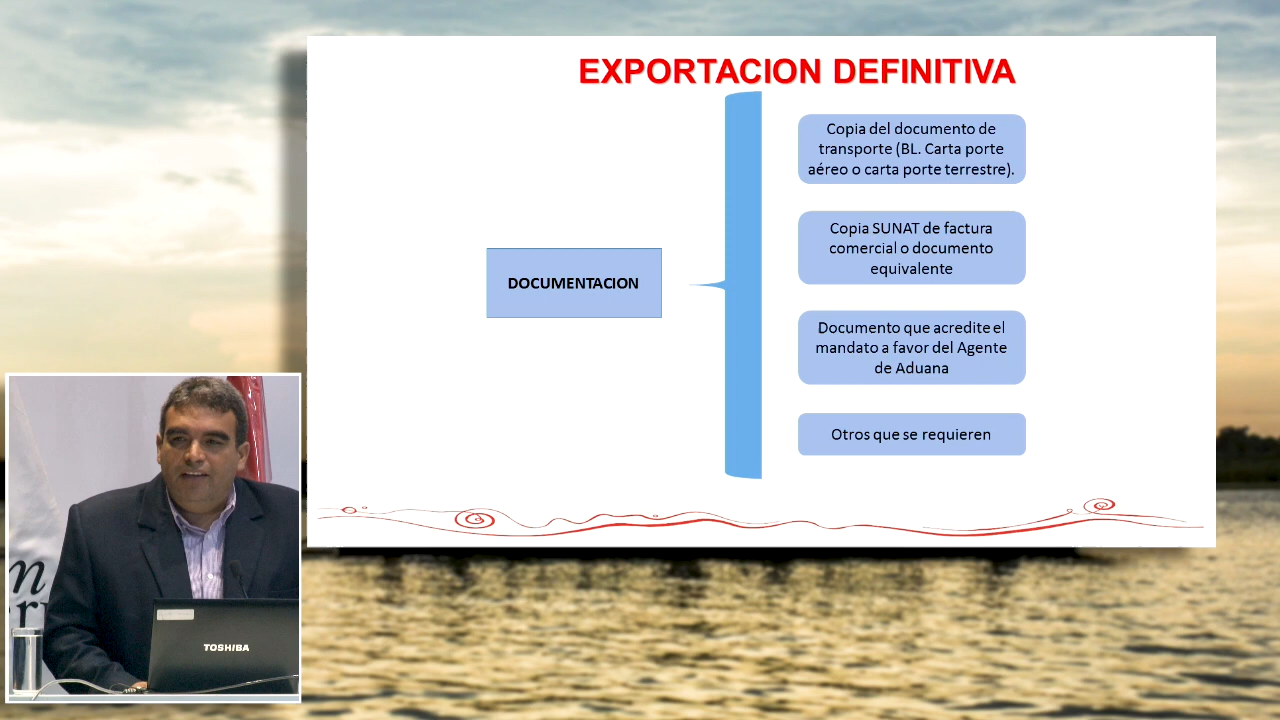 EXPORTACION DEFINITIVA
Copia del documento de
transporte (BL. Carta porte
aéreo o carta porte terrestre).
Copia SUNAT de factura
comercial o documento
equivalente
DOCUMENTACION
Documento que acredite el
mandato a favor del Agente
de Aduana
Otros que se requieren
TOSHIBA